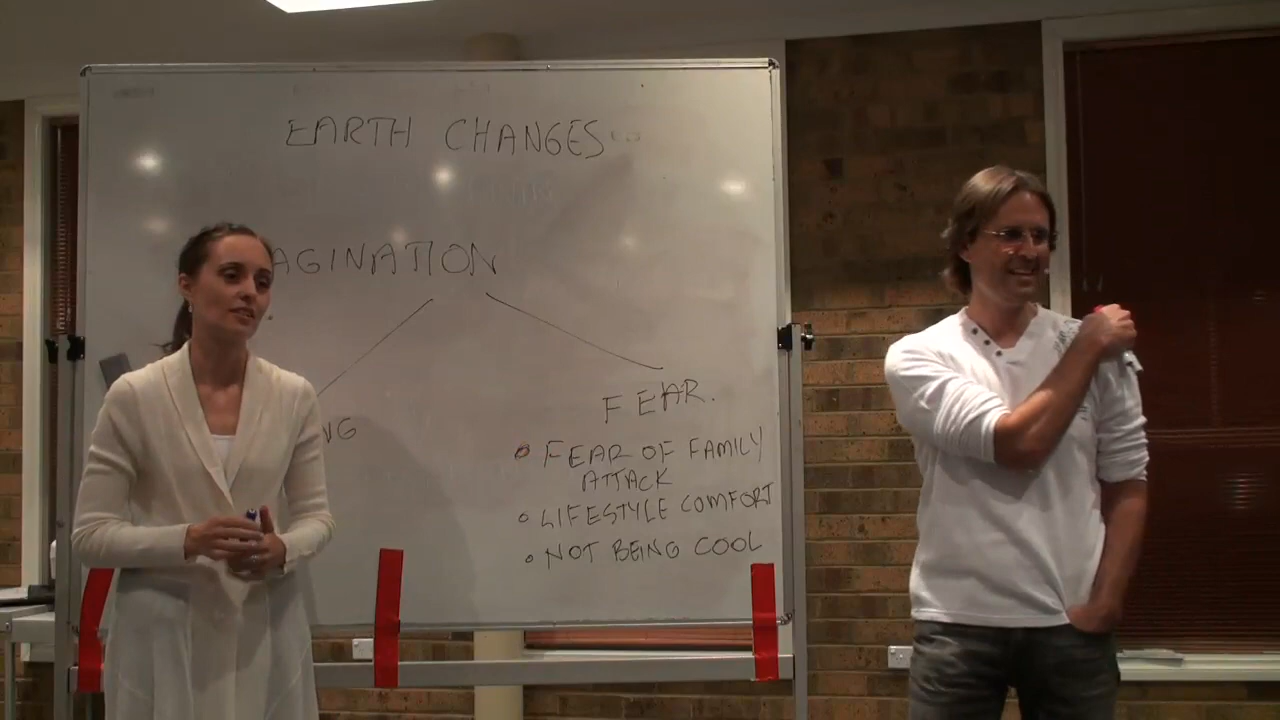 EARTH CHANGES
AGINATION
NG
FEAR.
FEAR OF FAMILY
ATTACK
LIFESTYLE COMFORT
NOT BEING COOL